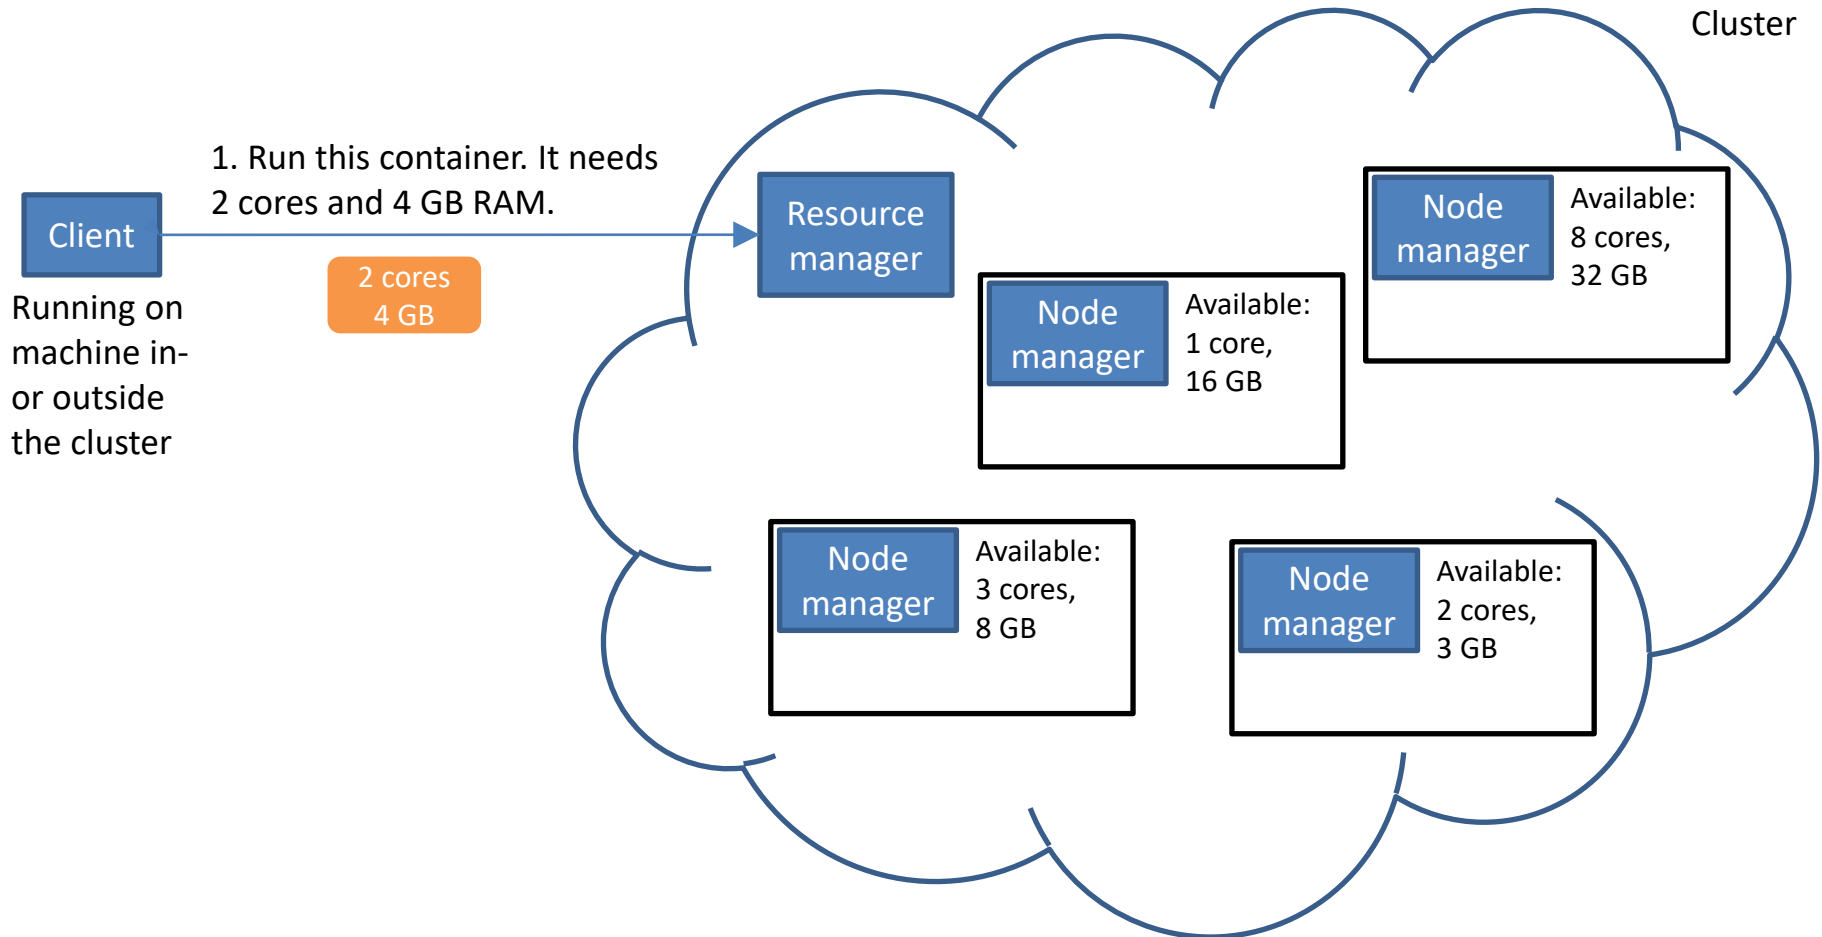 Cluster
1. Run this container. It needs
2 cores and 4 GB RAM.
Client
2 cores
4 GB
Running on
machine in-
or outside
the cluster
Resource
manager
Node
manager
Available:
8 cores,
32 GB
Node
manager
Available:
1 core,
16 GB
Node
manager
Available:
3 cores,
8 GB
Node
manager
Available:
2 cores,
3 GB